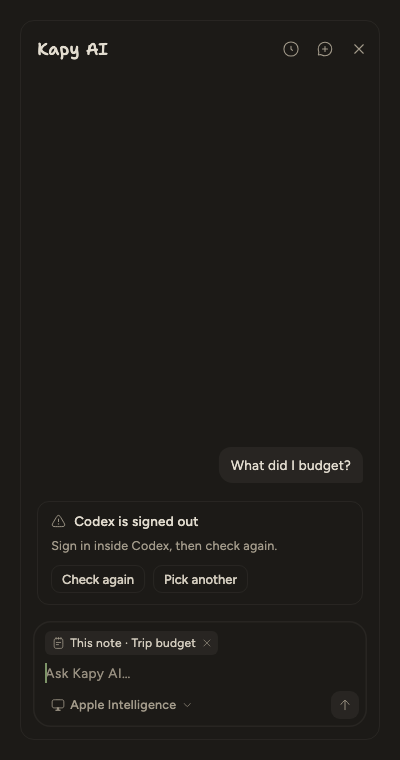 Kapy AI
What did I budget?
Codex is signed out
Sign in inside Codex, then check again.
Check again
Pick another
This note · Trip budget
Ask Kapy AI...
Apple Intelligence